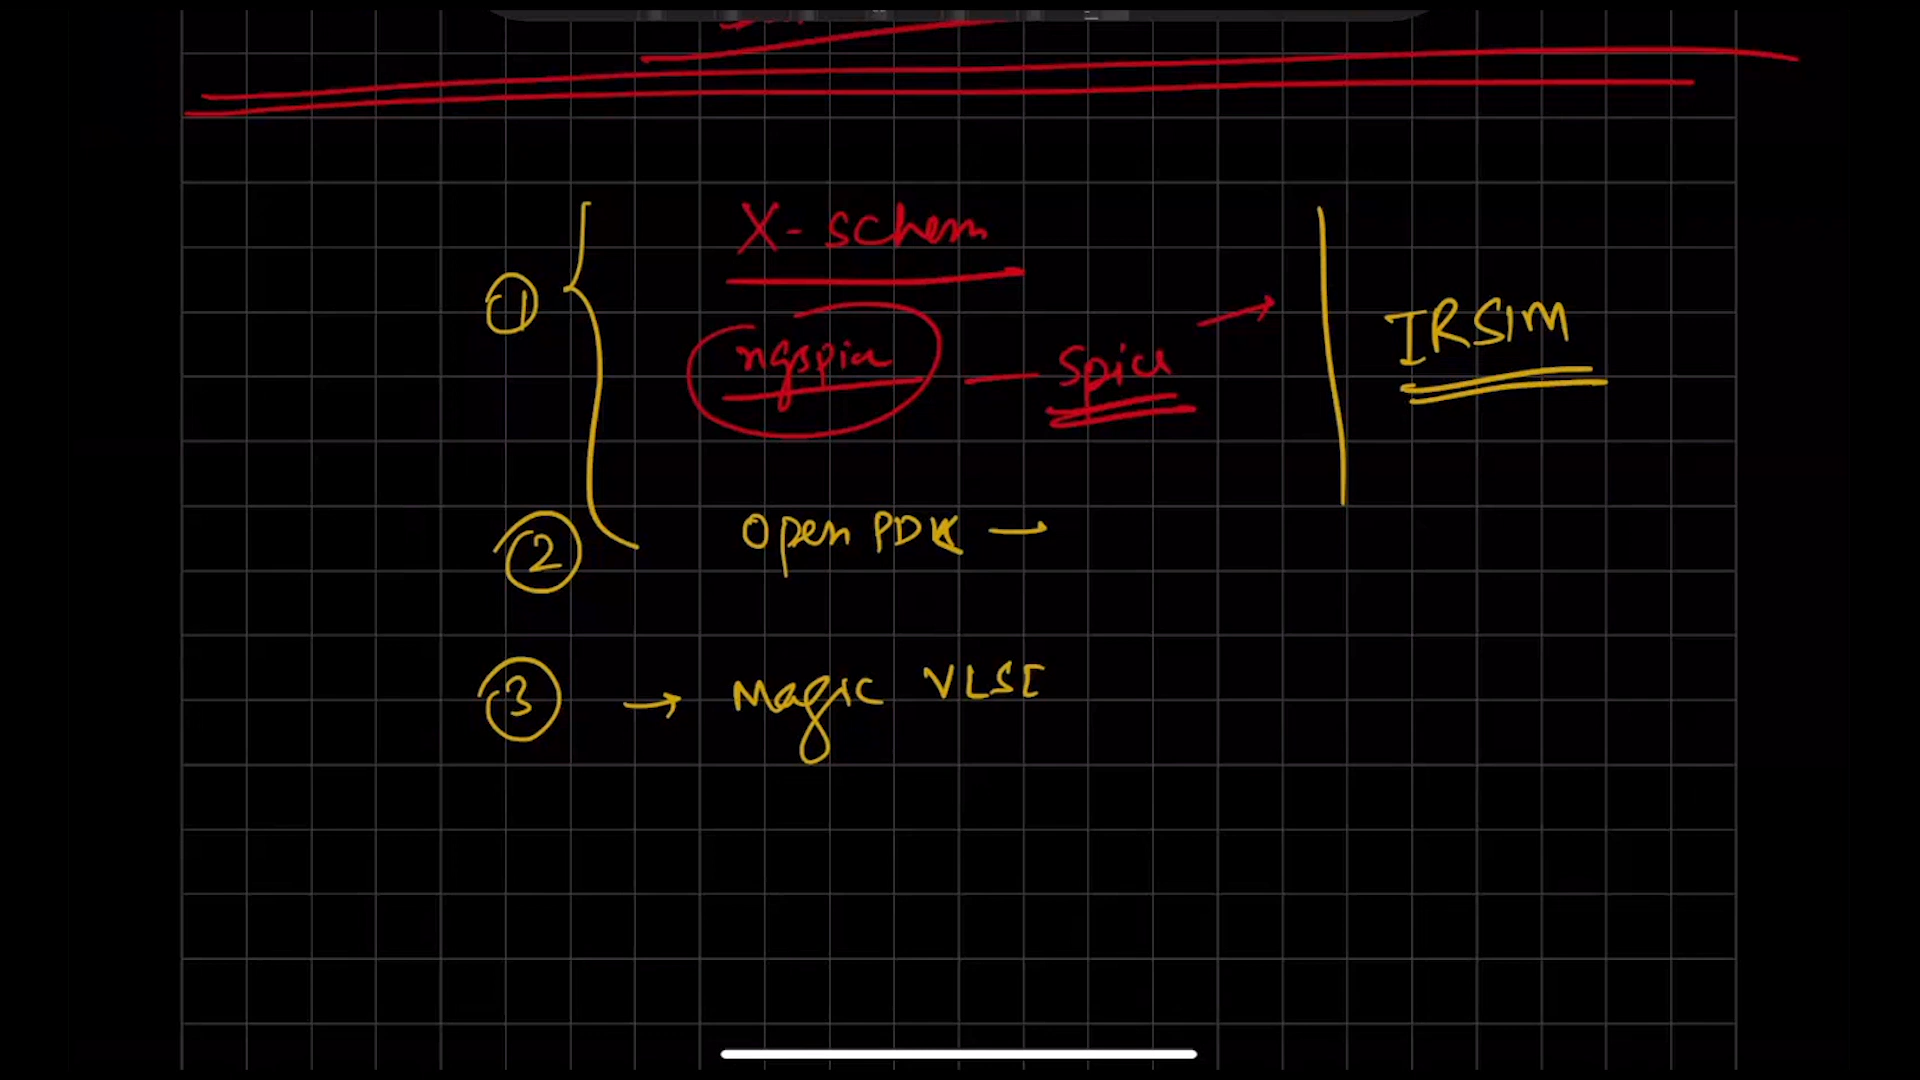 X-schem
①
ngspice — Spice →
IRSIM
② Open PDK →
③ → Magic VLSI